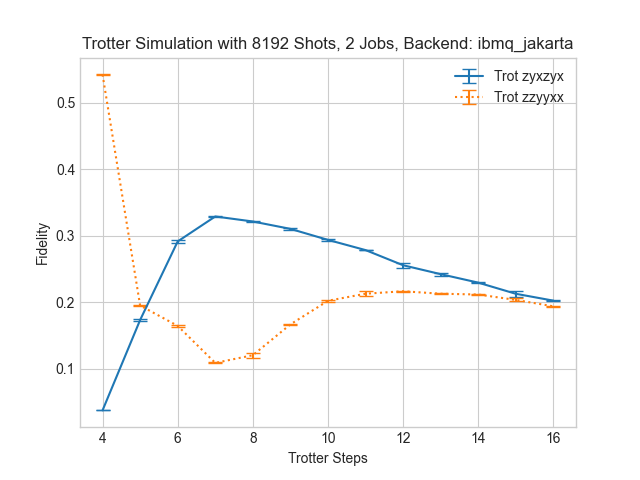 Trotter Simulation with 8192 Shots, 2 Jobs, Backend: ibmq_jakarta
Trot zyxzyx
Trot zzyyxx
Fidelity
0.5
0.4
0.3
0.2
0.1
4 6 8 10 12 14 16
Trotter Steps